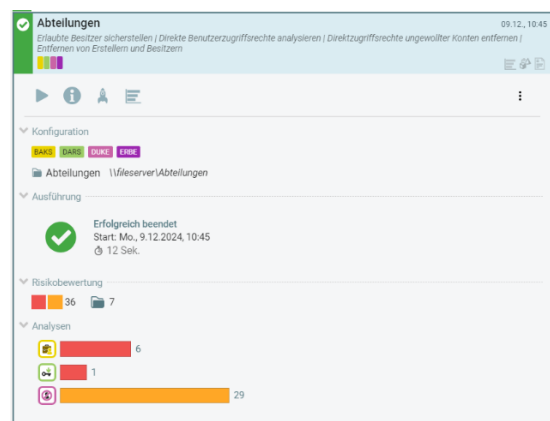 Abteilungen 09.12., 10:45
Erlaubte Besitzer sicherstellen | Direkte Benutzerzugriffsrechte analysieren | Direktzugriffsrechte ungewollter Konten entfernen |
Entfernen von Erstellern und Besitzern
Konfiguration
BAKS DARS DUKE ERBE
Abteilungen \\fileserver\Abteilungen
Ausführung
Erfolgreich beendet
Start: Mo., 9.12.2024, 10:45
12 Sek.
Risikobewertung
36 7
Analysen
6
1
29